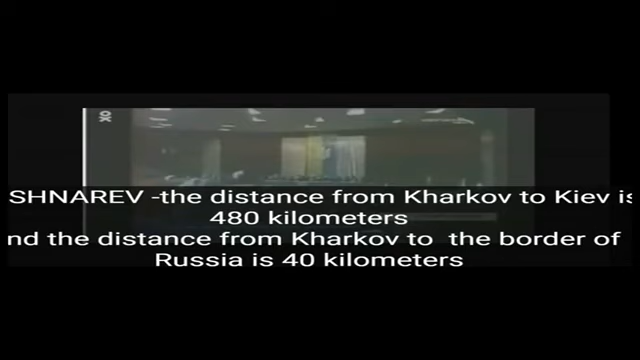 SHNAREV -the distance from Kharkov to Kiev is
480 kilometers
nd the distance from Kharkov to the border of
Russia is 40 kilometers